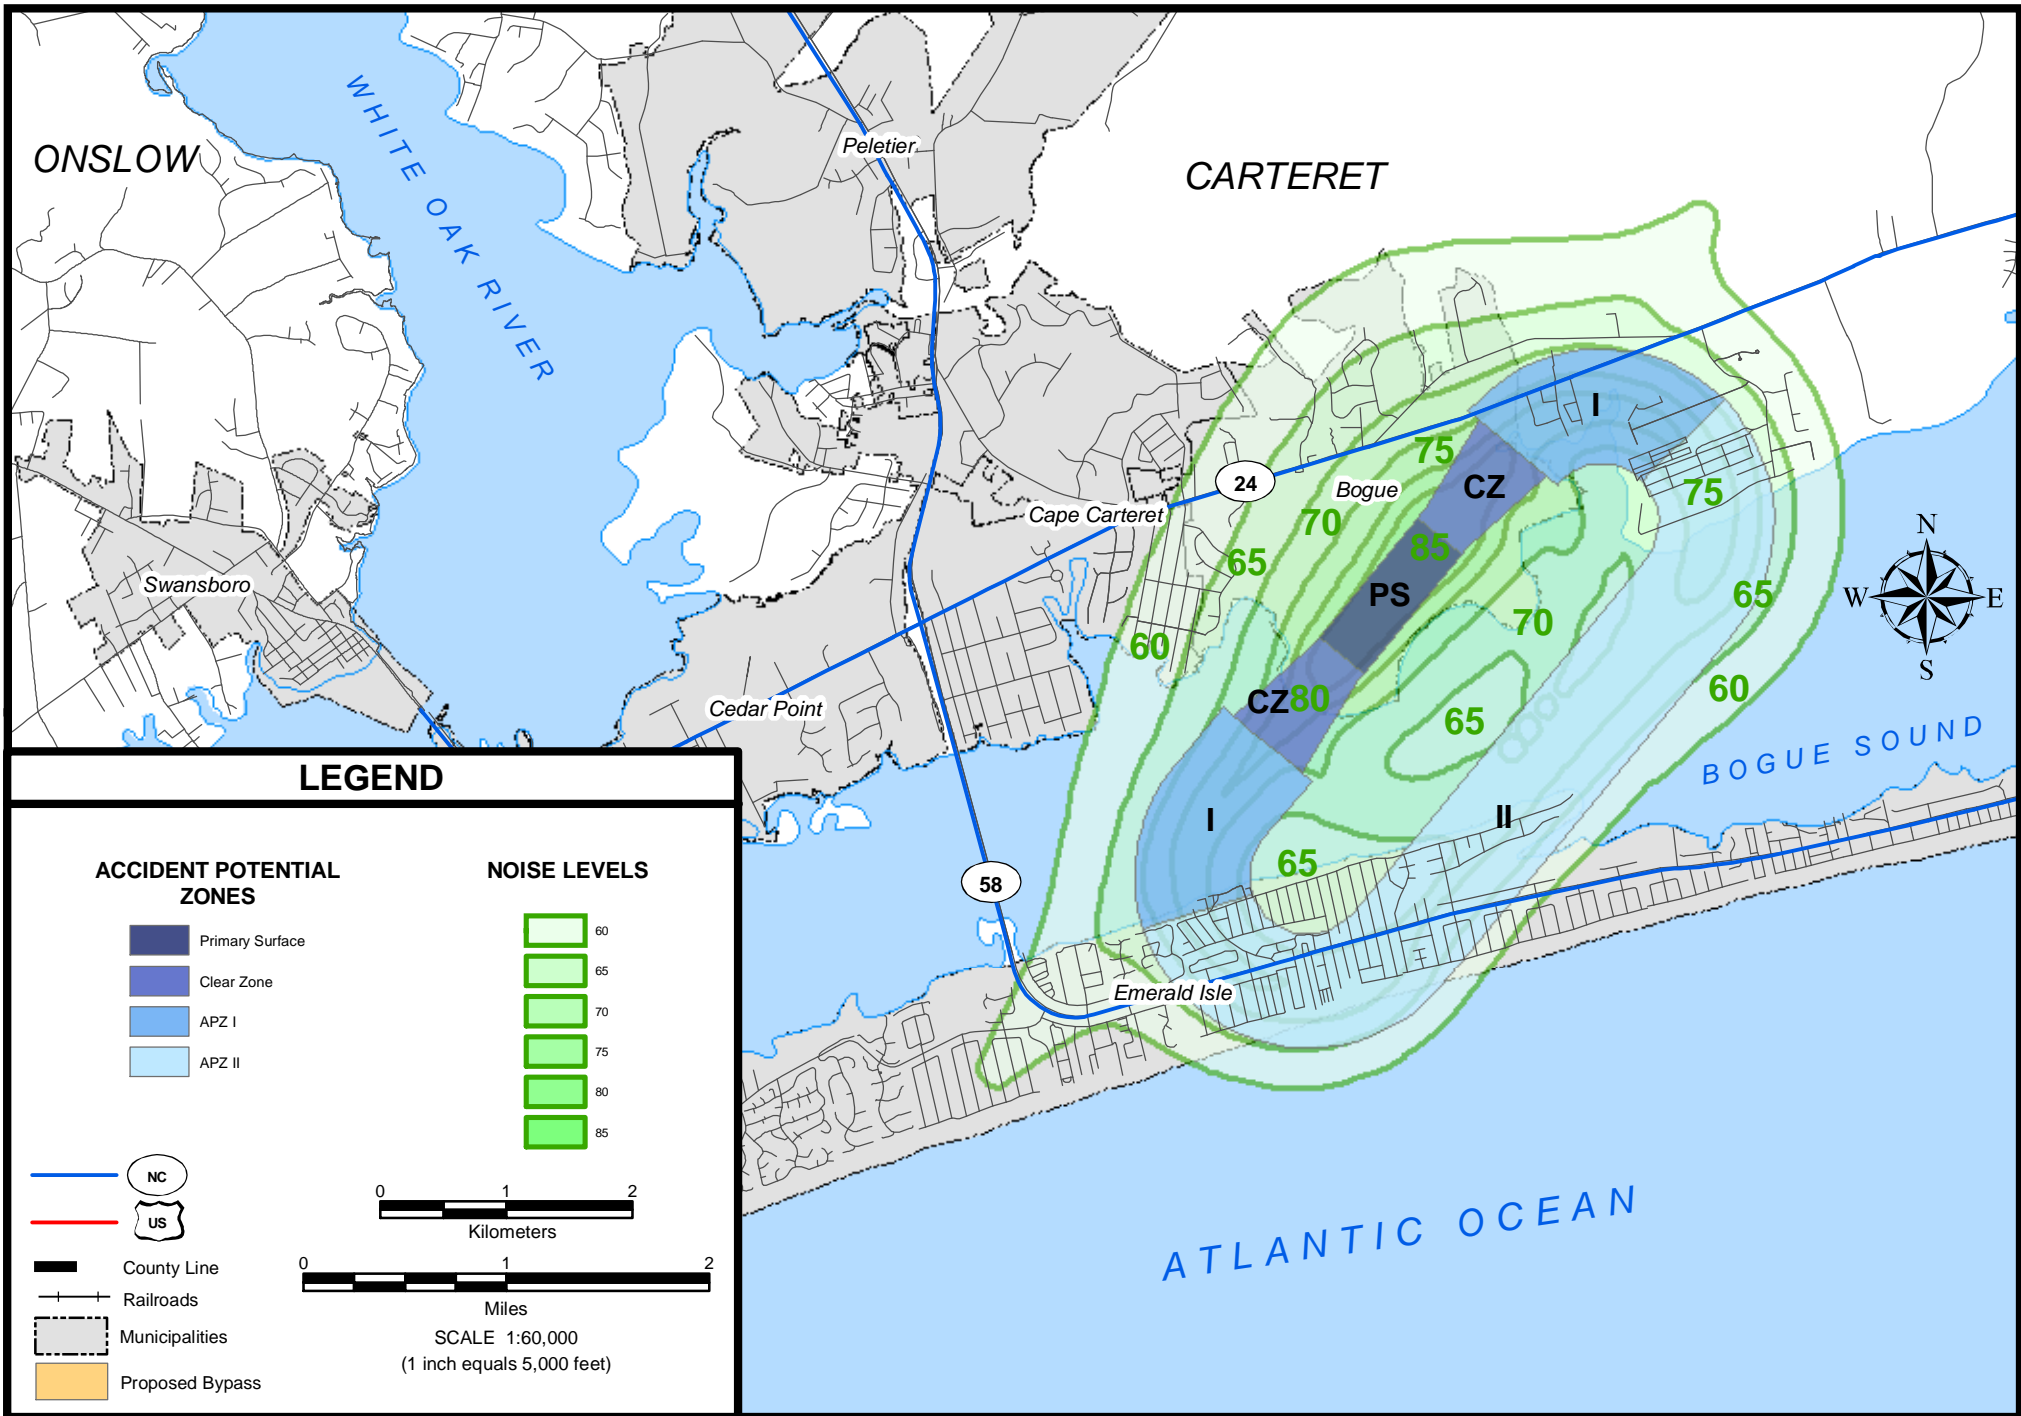 ONSLOW
WHITE OAK RIVER
Peletier
CARTERET
I
75
CZ
75
24
Bogue
Cape Carteret
70
85
65
N
W
E
S
Swansboro
PS
65
70
60
60
CZ
80
Cedar Point
65
BOGUE SOUND
I
II
65
58
Emerald Isle
ATLANTIC OCEAN
LEGEND
ACCIDENT POTENTIAL
ZONES
Primary Surface
Clear Zone
APZ I
APZ II
NOISE LEVELS
60
65
70
75
80
85
NC
US
County Line
Railroads
Municipalities
Proposed Bypass
0 1 2
Kilometers
0 1 2
Miles
SCALE 1:60,000
(1 inch equals 5,000 feet)